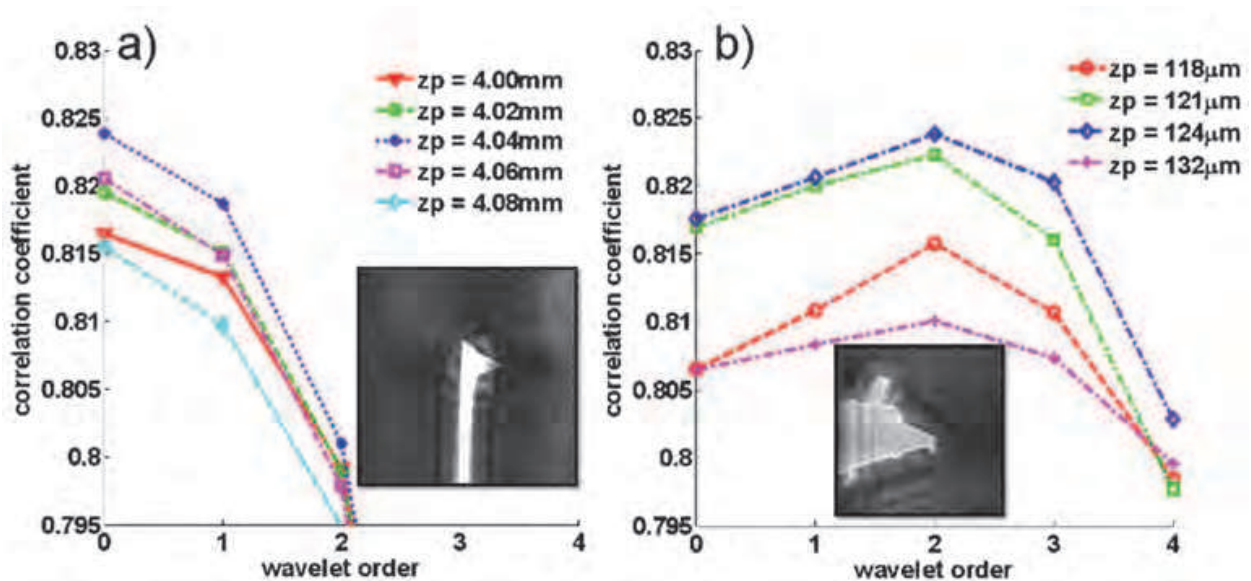 a)
correlation coefficient
0.83
0.825
0.82
0.815
0.81
0.805
0.8
0.795
0 1 2 3 4
wavelet order
zp = 4.00mm
zp = 4.02mm
zp = 4.04mm
zp = 4.06mm
zp = 4.08mm
b)
correlation coefficient
0.83
0.825
0.82
0.815
0.81
0.805
0.8
0.795
0 1 2 3 4
wavelet order
zp = 118μm
zp = 121μm
zp = 124μm
zp = 132μm